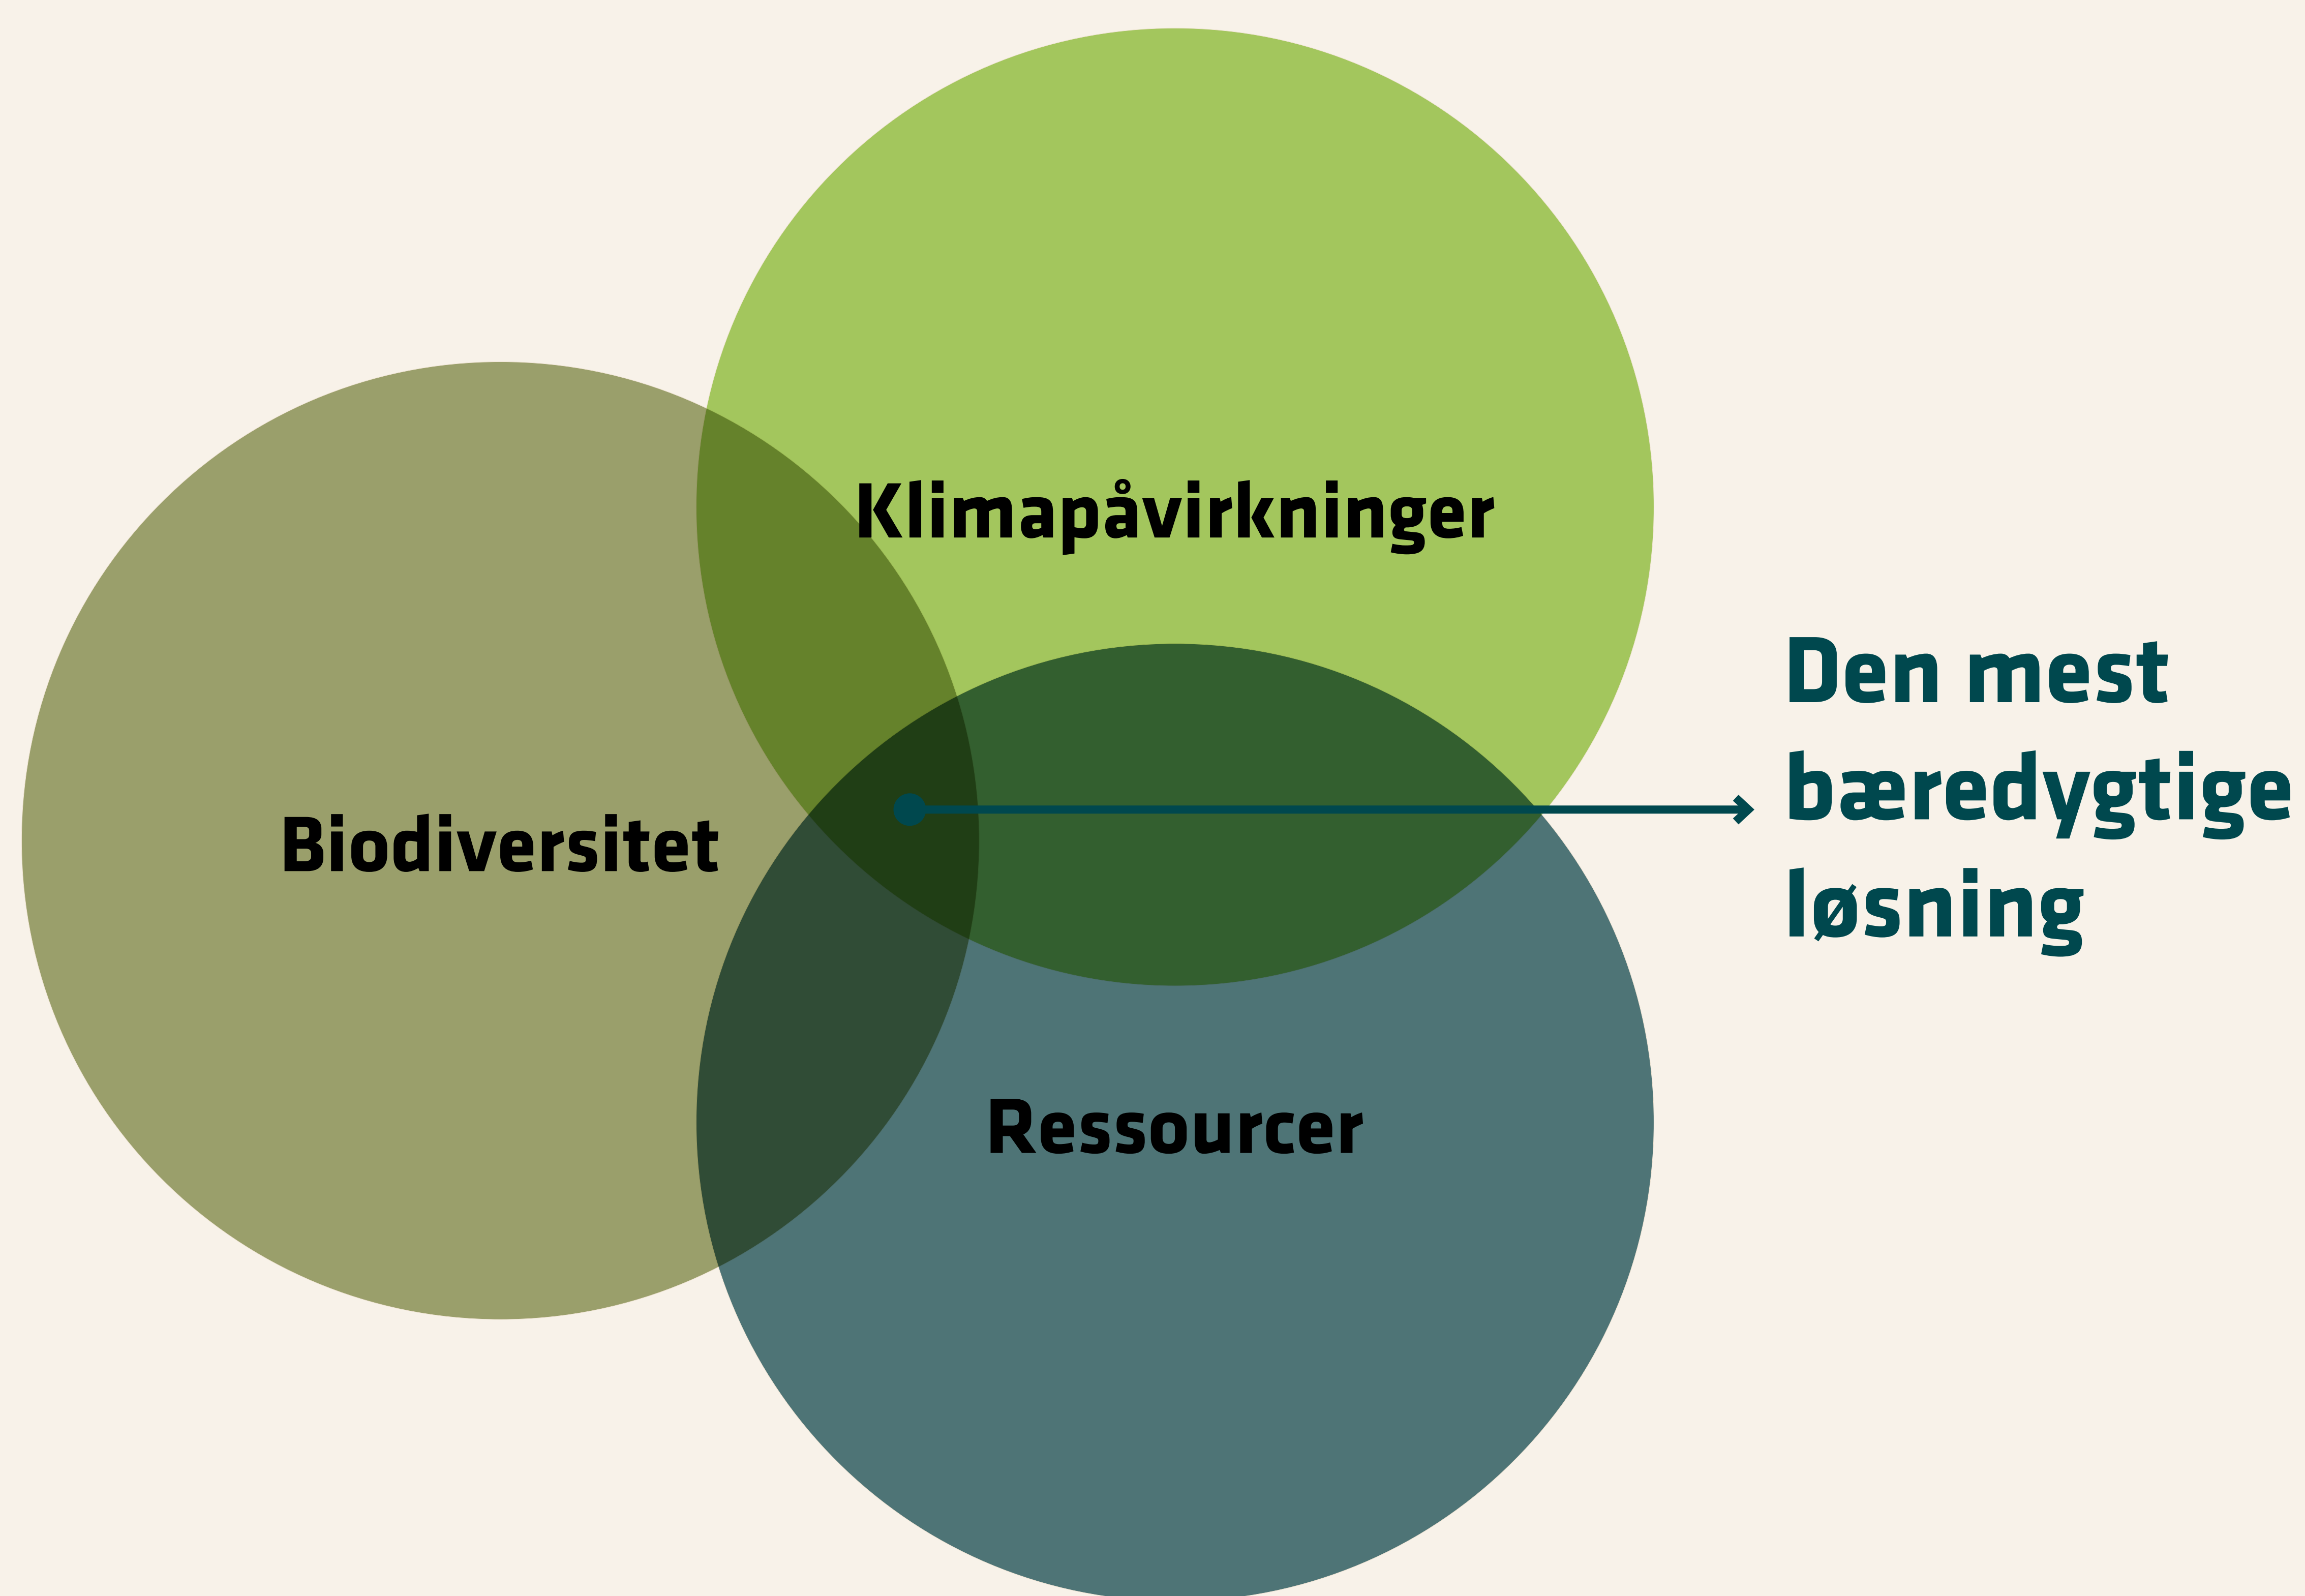 Klimapåvirkninger
Biodiversitet
Ressourcer
Den mest
bæredygtige
løsning